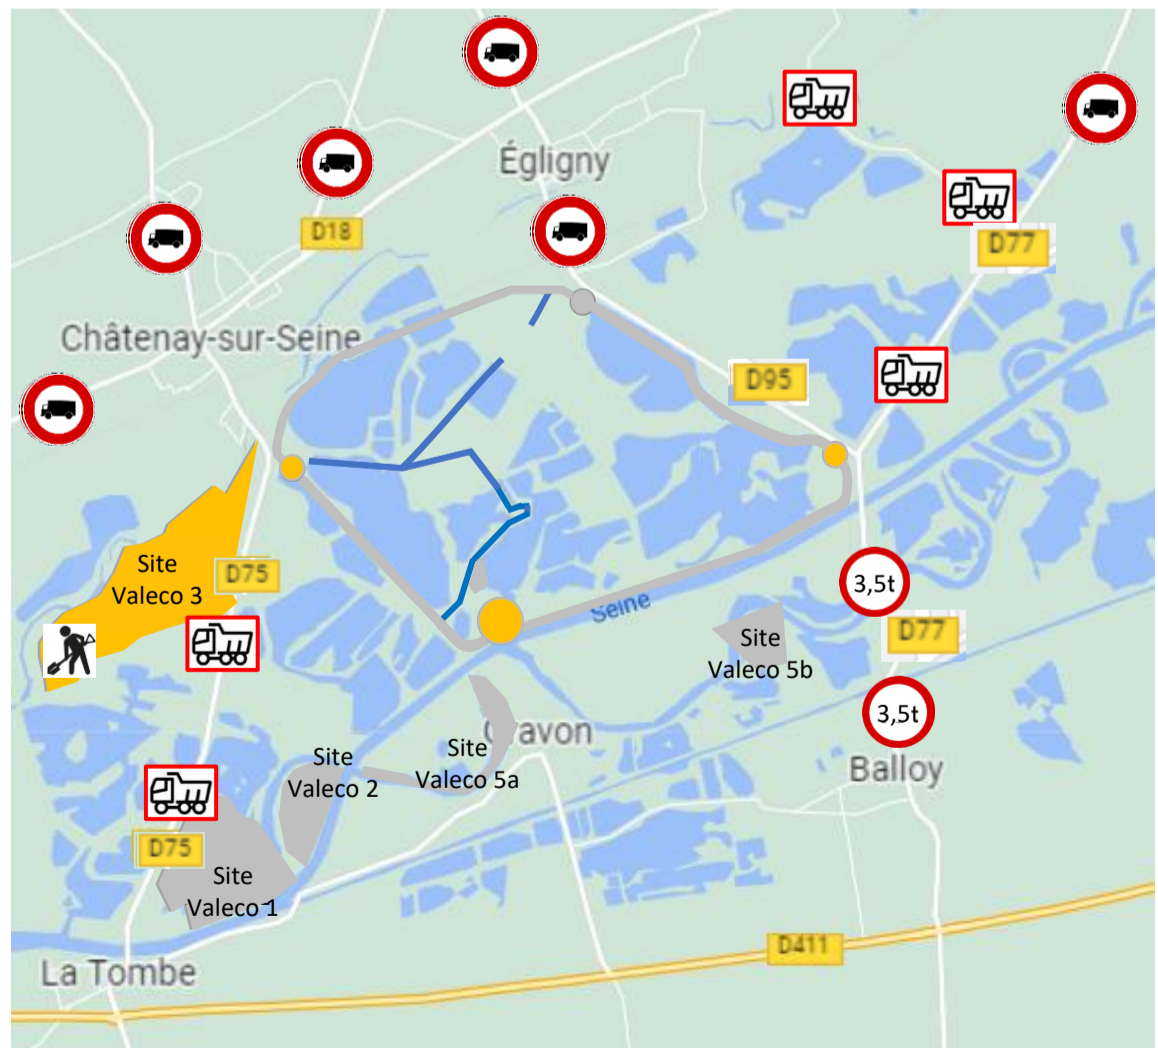 Égligny
D18
D77
Châtenay-sur-Seine
D95
Site
Valeco 3
D75
3,5t
Seine
D77
Site
Valeco 5b
3,5t
Gravon
Site
Valeco 5a
Site
Valeco 2
Balloy
D75
Site
Valeco 1
D411
La Tombe